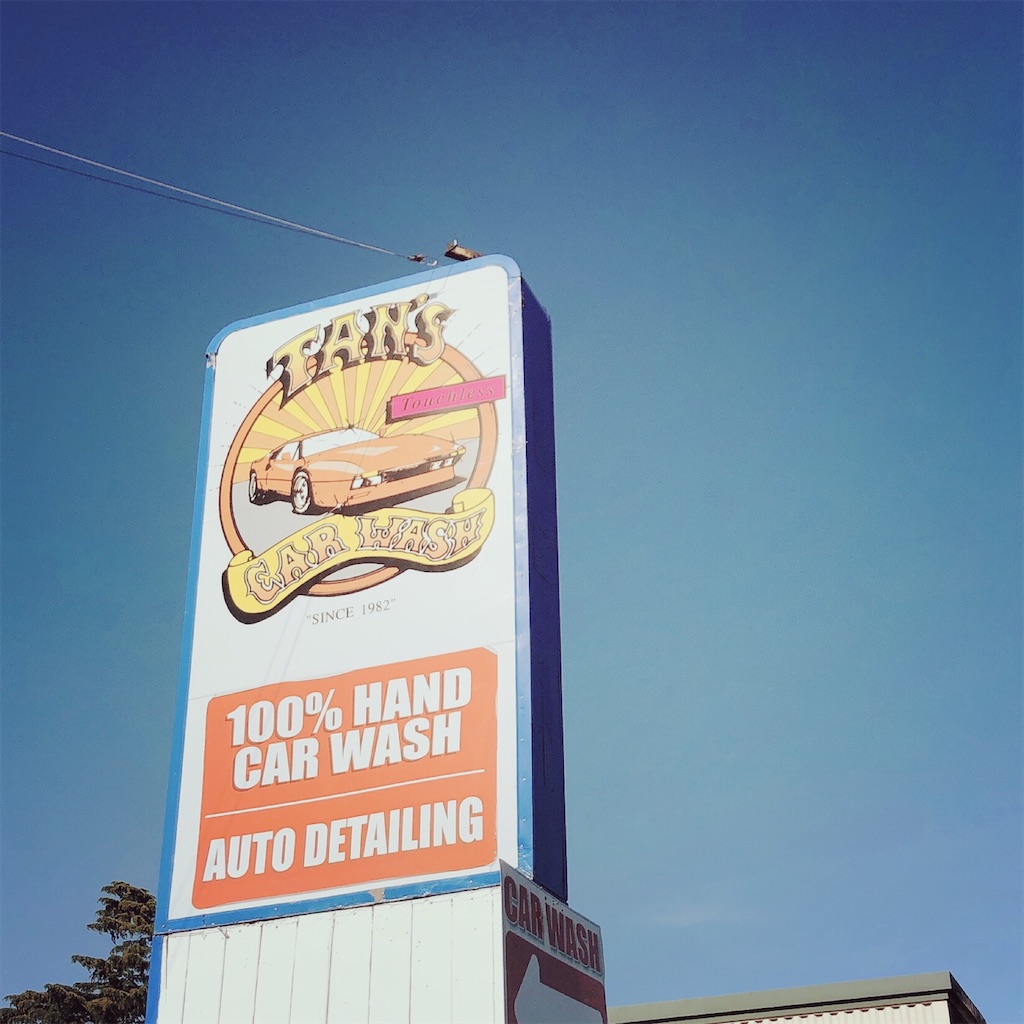 TAN'S
Touchless
CAR WASH
"SINCE 1982"
100% HAND
CAR WASH
AUTO DETAILING
CAR WASH